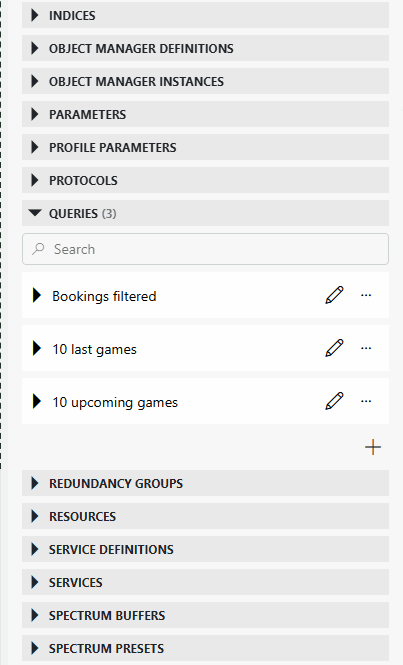 INDICES
OBJECT MANAGER DEFINITIONS
OBJECT MANAGER INSTANCES
PARAMETERS
PROFILE PARAMETERS
PROTOCOLS
QUERIES (3)
Search
Bookings filtered
10 last games
10 upcoming games
REDUNDANCY GROUPS
RESOURCES
SERVICE DEFINITIONS
SERVICES
SPECTRUM BUFFERS
SPECTRUM PRESETS